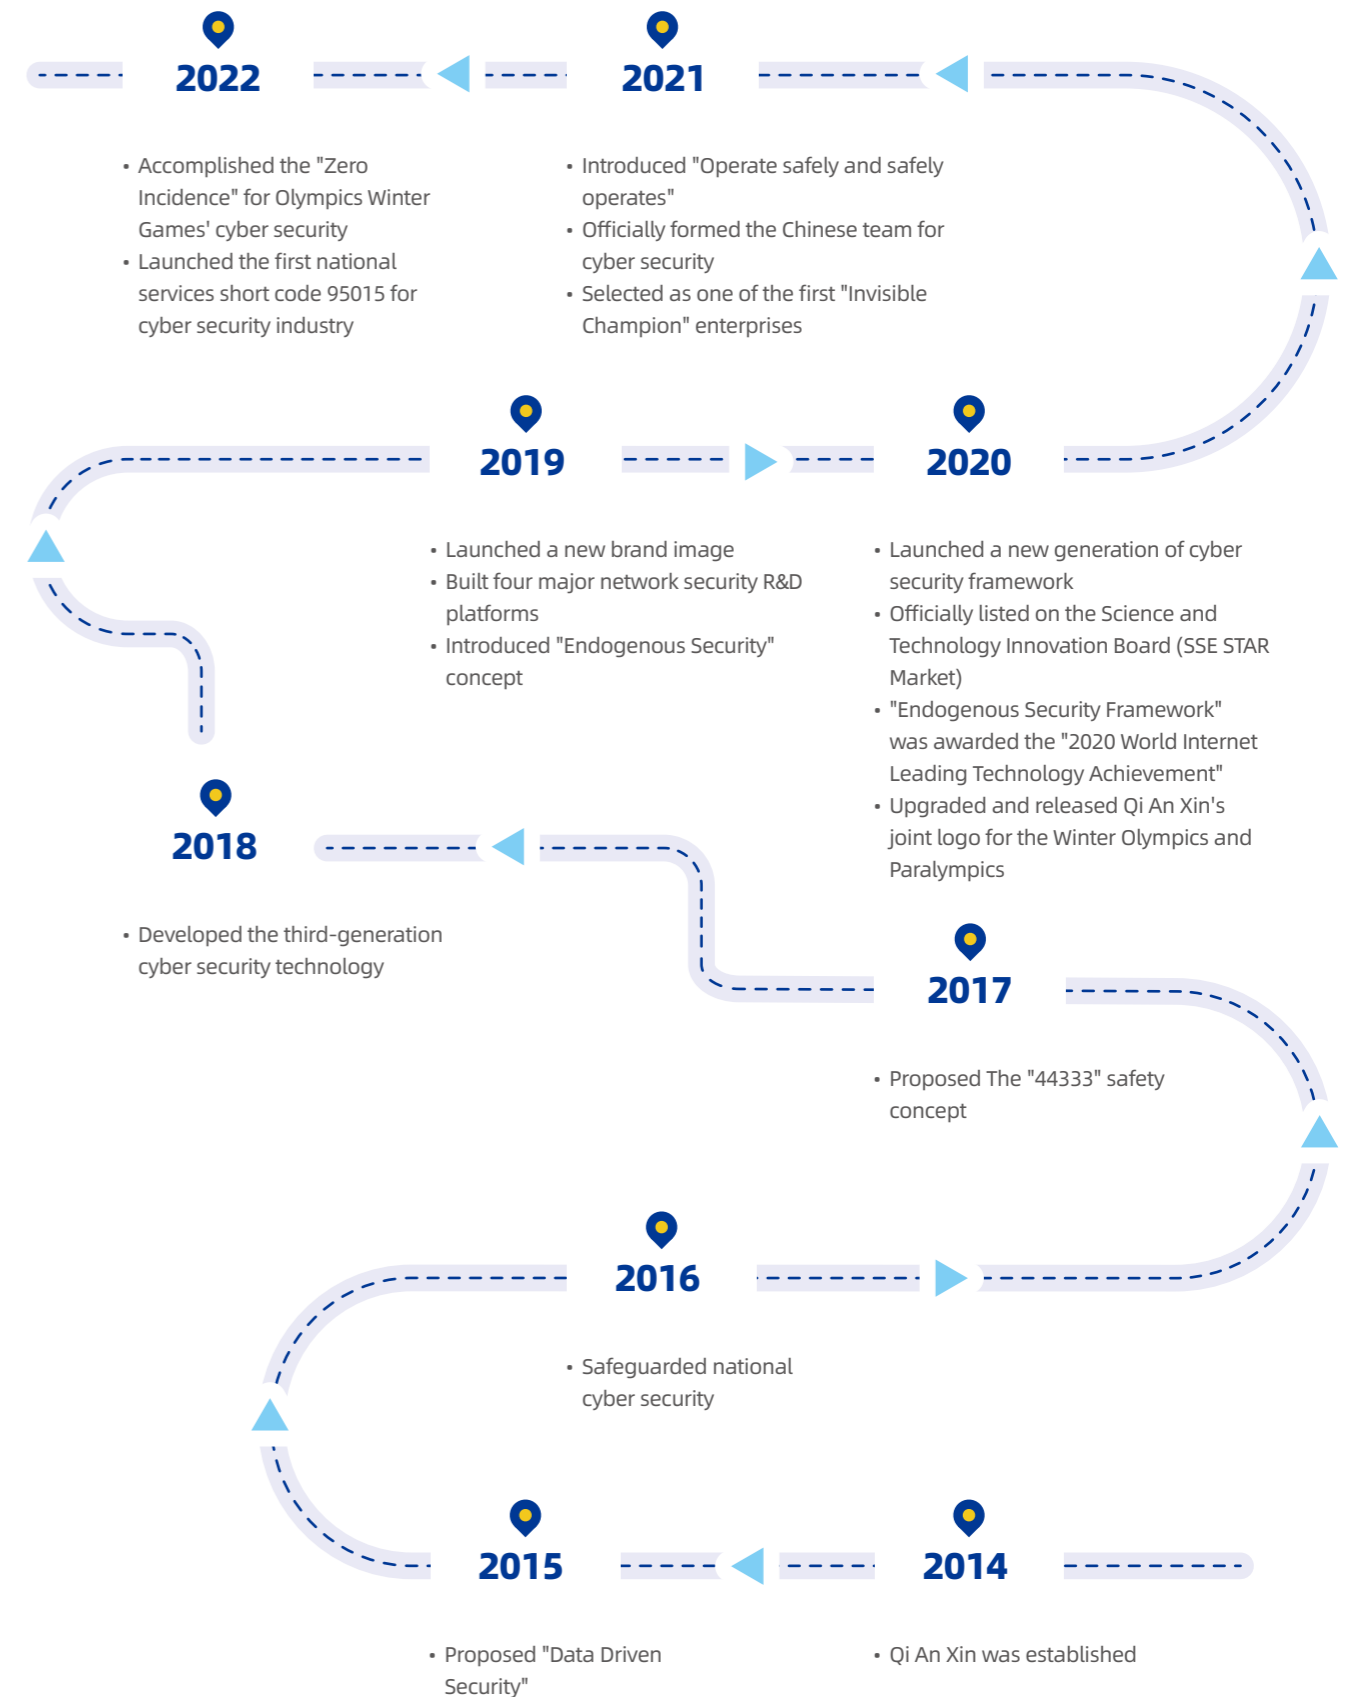 2022
• Accomplished the "Zero
Incidence" for Olympics Winter
Games' cyber security
• Launched the first national
services short code 95015 for
cyber security industry
2021
• Introduced "Operate safely and safely
operates"
• Officially formed the Chinese team for
cyber security
• Selected as one of the first "Invisible
Champion" enterprises
2019
• Launched a new brand image
• Built four major network security R&D
platforms
• Introduced "Endogenous Security"
concept
2020
• Launched a new generation of cyber
security framework
• Officially listed on the Science and
Technology Innovation Board (SSE STAR
Market)
• "Endogenous Security Framework"
was awarded the "2020 World Internet
Leading Technology Achievement"
• Upgraded and released Qi An Xin's
joint logo for the Winter Olympics and
Paralympics
2018
• Developed the third-generation
cyber security technology
2017
• Proposed The "44333" safety
concept
2016
• Safeguarded national
cyber security
2015
• Proposed "Data Driven
Security"
2014
• Qi An Xin was established